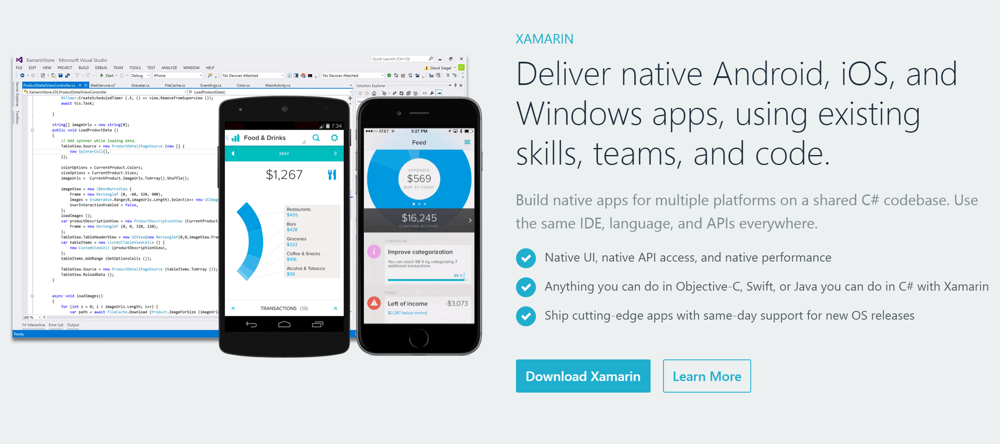 XamarinStore - Microsoft Visual Studio
Quick Launch (Ctrl+Q)
FILE EDIT VIEW PROJECT BUILD DEBUG TEAM TOOLS TEST ANALYZE WINDOW HELP
David Siegel
Start Debug iPhone No Devices Attached No Devices Attached.
Server Explorer
Toolbox
ProductDetailViewController.cs WebService.cs* Gravatar.cs FileCache.cs EventArgs.cs Color.cs MainActivity.cs
Solution Explorer
XamarinStore.iOS.ProductDetailViewController LoadProductData()
NSTimer.CreateScheduledTimer (.5, () => view.RemoveFromSuperview ());
await tcs.Task;
}
string[] imageUrls = new string[0];
public void LoadProductData ()
{
// Add spinner while loading data.
TableView.Source = new ProductDetailPageSource (new [] {
new SpinnerCell(),
});
colorOptions = CurrentProduct.Colors;
sizeOptions = CurrentProduct.Sizes;
imageUrls = CurrentProduct.ImageUrls.ToArray().Shuffle();
imageView = new JBKenBurnsView {
Frame = new RectangleF (0, -60, 320, 400),
Images = Enumerable.Range(0,imageUrls.Length).Select(x=> new UIImag
UserInteractionEnabled = false,
};
loadImages ();
var productDescriptionView = new ProductDescriptionView (CurrentProduct
Frame = new RectangleF (0, 0, 320, 120),
};
TableView.TableHeaderView = new UIView(new RectangleF(0,0,imageView.Fra
var tableItems = new List<UITableViewCell> () {
new CustomViewCell (productDescriptionView),
};
tableItems.AddRange (GetOptionsCells ());
TableView.Source = new ProductDetailPageSource (tableItems.ToArray ());
TableView.ReloadData ();
}
async void loadImages()
{
for (int i = 0; i < imageUrls.Length; i++) {
var path = await FileCache.Download (Product.ImageForSize (imageUrls
100 %
F# Interactive Error List Output
Ready
7:34
Food & Drinks
MAY
$1,267
Restaurants
$455
Bars
$428
Groceries
$222
Coffee & Snacks
$106
Alcohol & Tobacco
$56
TRANSACTIONS (38)
AT&T 5:27 PM
Feed
EXPENSES
$569
MAR 31–TODAY
$16,245
CHECKING ACCOUNT
TOMORROW
Improve categorization
You can reach 98 % by categorizing 7
additional transactions.
95 %
TODAY
Left of income -$3,073
$2,287 below normal
XAMARIN
Deliver native Android, iOS, and
Windows apps, using existing
skills, teams, and code.
Build native apps for multiple platforms on a shared C# codebase. Use
the same IDE, language, and APIs everywhere.
Native UI, native API access, and native performance
Anything you can do in Objective-C, Swift, or Java you can do in C# with Xamarin
Ship cutting-edge apps with same-day support for new OS releases
Download Xamarin Learn More